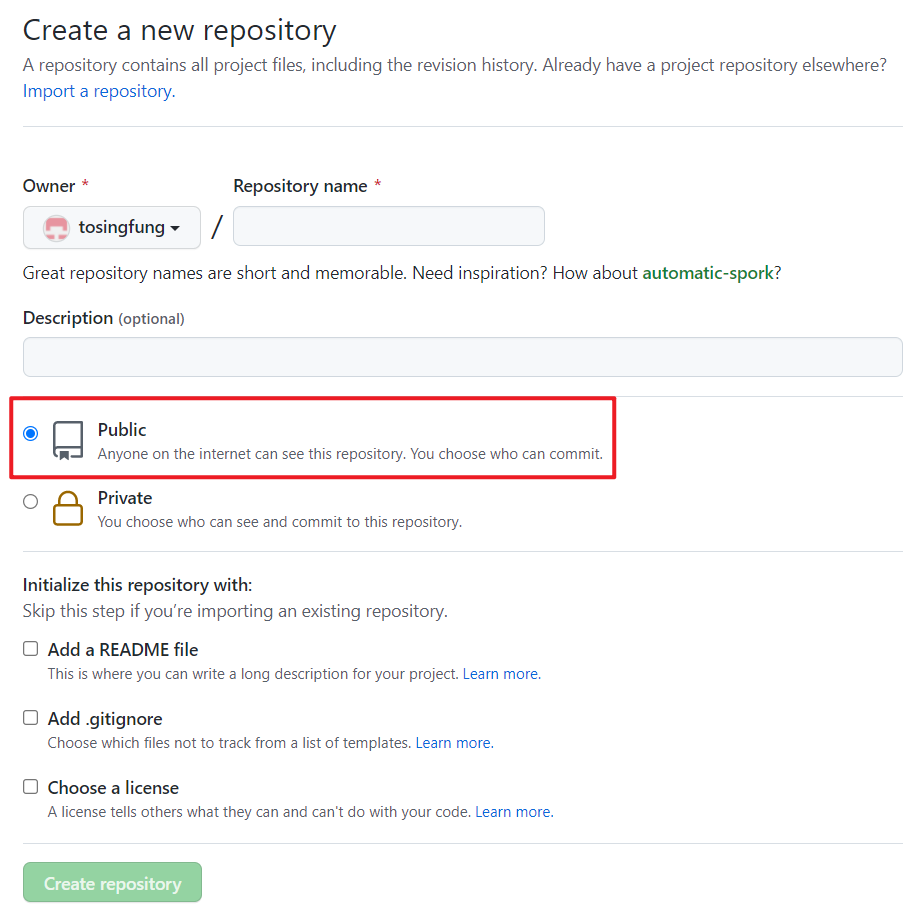 Create a new repository
A repository contains all project files, including the revision history. Already have a project repository elsewhere?
Import a repository.
Owner * Repository name *
tosingfung /
Great repository names are short and memorable. Need inspiration? How about automatic-spork?
Description (optional)
Public
Anyone on the internet can see this repository. You choose who can commit.
Private
You choose who can see and commit to this repository.
Initialize this repository with:
Skip this step if you’re importing an existing repository.
Add a README file
This is where you can write a long description for your project. Learn more.
Add .gitignore
Choose which files not to track from a list of templates. Learn more.
Choose a license
A license tells others what they can and can't do with your code. Learn more.
Create repository